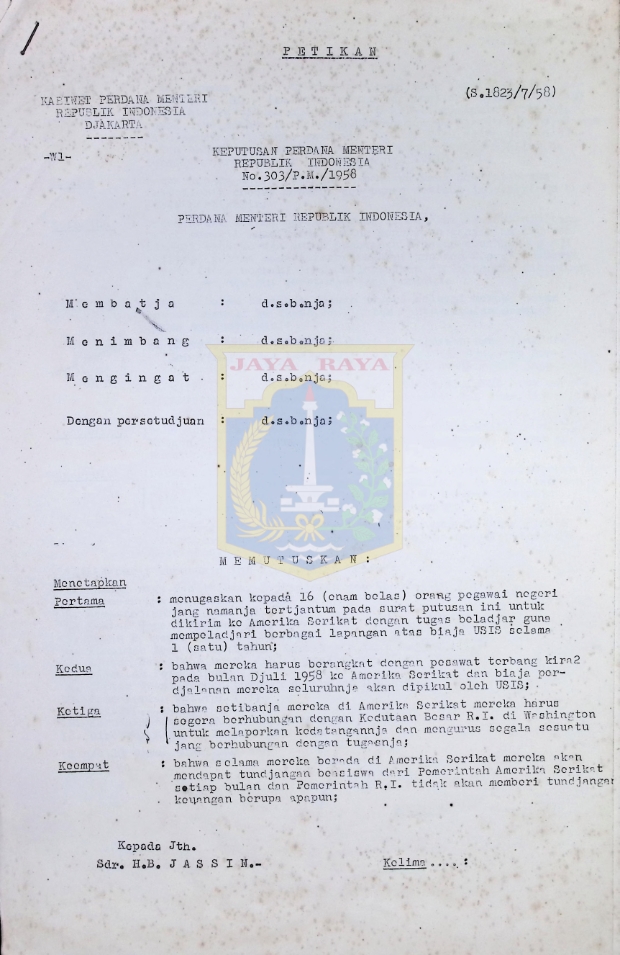 P E T I K A N
(S.1823/7/58)
KABINET PERDANA MENTERI
REPUBLIK INDONESIA
DJAKARTA
--------
-W1-
KEPUTUSAN PERDANA MENTERI
REPUBLIK INDONESIA
No.303/P.M./1958
----------------
PERDANA MENTERI REPUBLIK INDONESIA,
M e m b a t j a : d.s.b.nja;
M e n i m b a n g : d.s.b.nja;
JAYA RAYA
M e n g i n g a t : d.s.b.nja;
Dengan persetudjuan : d.s.b.nja;
M E M U T U S K A N :
Menetapkan
Pertama : menugaskan kepada 16 (enam belas) orang pegawai negeri
jang namanja tertjantum pada surat putusan ini untuk
dikirim ke Amerika Serikat dengan tugas beladjar guna
mempeladjari berbagai lapangan atas biaja USIS selama
1 (satu) tahun;
Kedua : bahwa mereka harus berangkat dengan pesawat terbang kira2
pada bulan Djuli 1958 ke Amerika Serikat dan biaja per-
djalanan mereka seluruhnja akan dipikul oleh USIS;
Ketiga : bahwa setibanja mereka di Amerika Serikat mereka harus
segera berhubungan dengan Kedutaan Besar R.I. di Washington
untuk melaporkan kedatangannja dan mengurus segala sesuatu
jang berhubungan dengan tugasnja;
Keempat : bahwa selama mereka berada di Amerika Serikat mereka akan
mendapat tundjangan beasiswa dari Pemerintah Amerika Serikat
setiap bulan dan Pemerintah R.I. tidak akan memberi tundjangan
keuangan berupa apapun;
Kepada Jth.
Sdr. H.B. J A S S I N.-
Kelima .... :